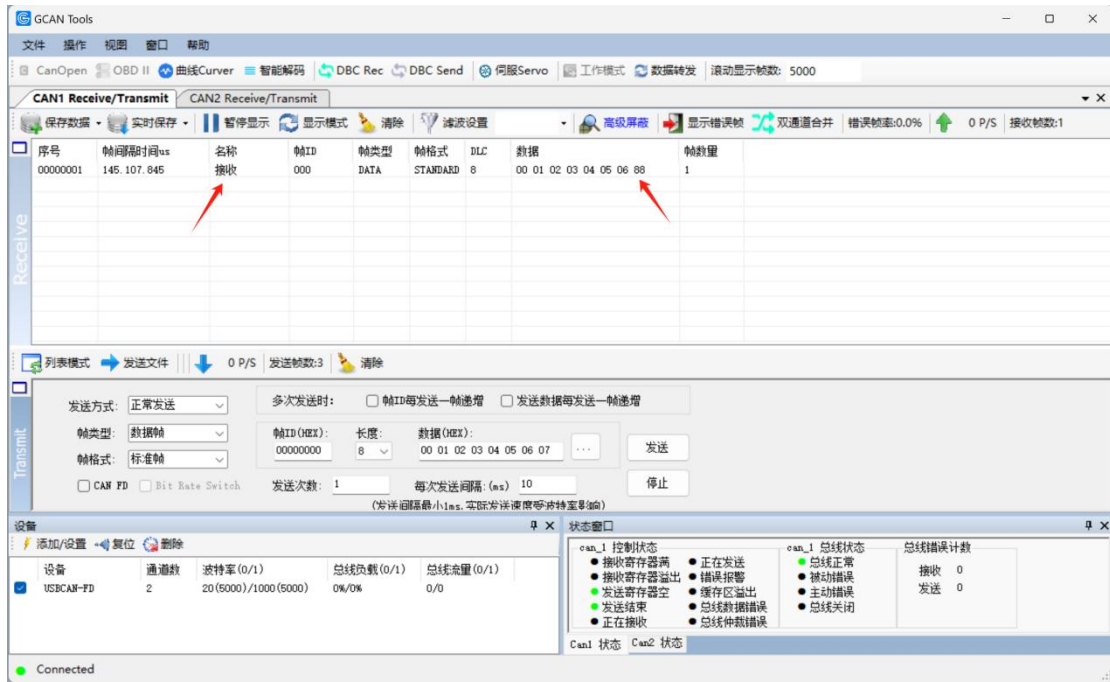 GCAN Tools
文件 操作 视图 窗口 帮助
CanOpen OBD II 曲线Curver 智能解码 DBC Rec DBC Send 伺服Servo 工作模式 数据转发 滚动显示帧数: 5000
CAN1 Receive/Transmit CAN2 Receive/Transmit
保存数据 实时保存 暂停显示 显示模式 清除 滤波设置 高级屏蔽 显示错误帧 双通道合并 错误帧率:0.0% 0 P/S 接收帧数:1
序号 帧间隔时间us 名称 帧ID 帧类型 帧格式 DLC 数据 帧数量
00000001 145.107.845 接收 000 DATA STANDARD 8 00 01 02 03 04 05 06 88 1
Receive
列表模式 发送文件 0 P/S 发送帧数:3 清除
Transmit
发送方式: 正常发送 多次发送时: 帧ID每发送一帧递增 发送数据每发送一帧递增
帧类型: 数据帧 帧ID(HEX): 长度: 数据(HEX):
00000000 8 00 01 02 03 04 05 06 07 ... 发送
帧格式: 标准帧
CAN FD Bit Rate Switch 发送次数: 1 每次发送间隔:(ms) 10 停止
(发送间隔最小1ms,实际发送速度受波特率影响)
设备
添加/设置 复位 删除
设备 通道数 波特率(0/1) 总线负载(0/1) 总线流量(0/1)
USBCAN-FD 2 20(5000)/1000(5000) 0%/0% 0/0
状态窗口
can_1 控制状态 can_1 总线状态 总线错误计数
接收寄存器满 正在发送 总线正常 接收 0
接收寄存器溢出 错误报警 被动错误
发送寄存器空 缓存区溢出 主动错误 发送 0
发送结束 总线数据错误 总线关闭
正在接收 总线仲裁错误
Can1 状态 Can2 状态
Connected